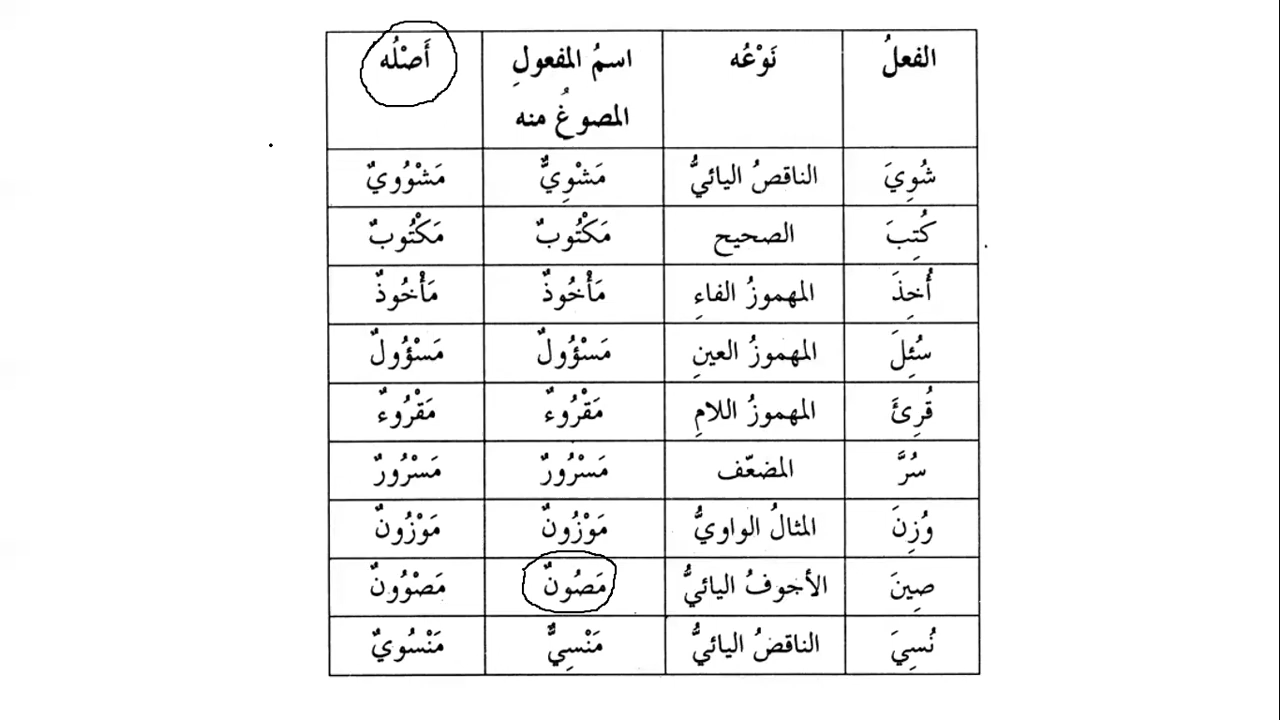 الفعلُ نَوْعُه اسمُ المفعولِ أَصْلُه
المصوغُ منه
شُوِيَ الناقصُ اليائيُّ مَشْوِيٌّ مَشْوُويٌ
كُتِبَ الصحيح مَكْتُوبٌ مَكْتُوبٌ
أُخِذَ المهموزُ الفاءِ مَأْخُوذٌ مَأْخُوذٌ
سُئِلَ المهموزُ العينِ مَسْؤُولٌ مَسْؤُولٌ
قُرِئَ المهموزُ اللامِ مَقْرُوءٌ مَقْرُوءٌ
سُرَّ المضعّف مَسْرُورٌ مَسْرُورٌ
وُزِنَ المثالُ الواويُّ مَوْزُونٌ مَوْزُونٌ
صِينَ الأجوفُ اليائيُّ مَصُونٌ مَصْوُونٌ
نُسِيَ الناقصُ اليائيُّ مَنْسِيٌّ مَنْسُويٌ